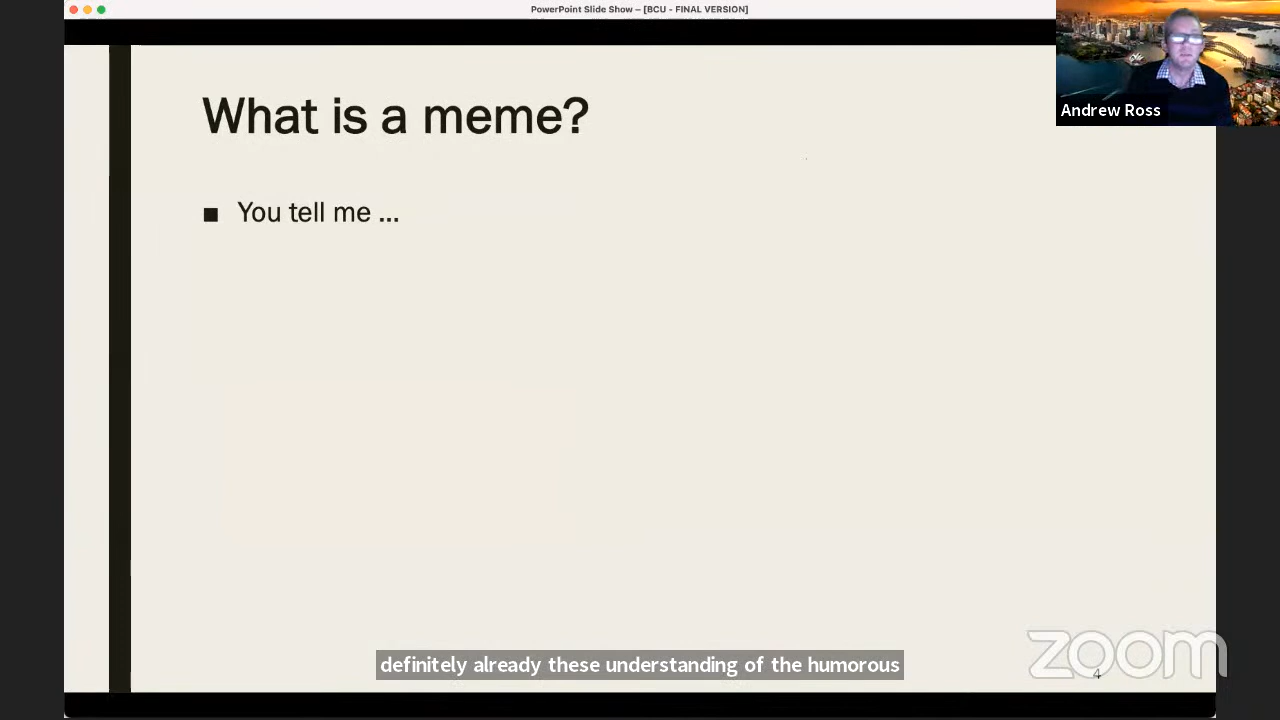 PowerPoint Slide Show – [BCU - FINAL VERSION]
Andrew Ross
What is a meme?
■ You tell me ...
definitely already these understanding of the humorous
zoom
4